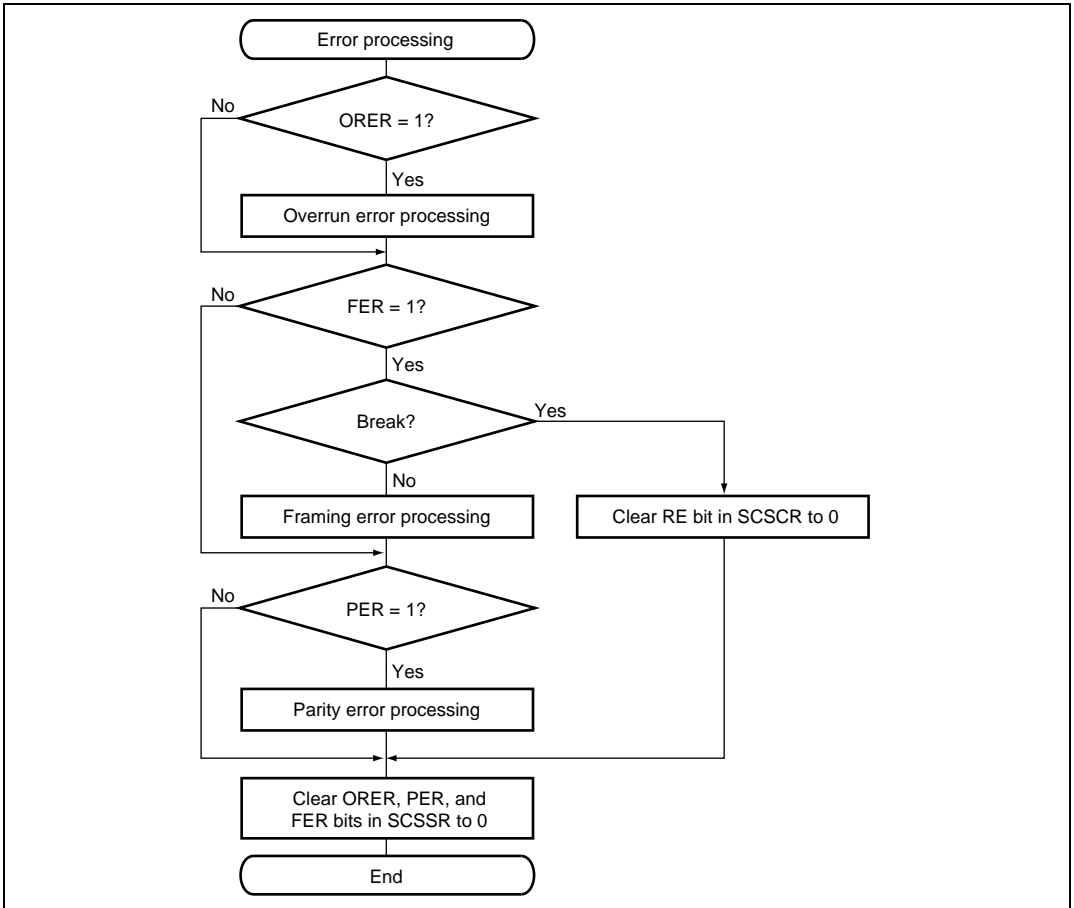 Error processing
No
ORER = 1?
Yes
Overrun error processing
No
FER = 1?
Yes
Break?
Yes
No
Framing error processing
Clear RE bit in SCSCR to 0
No
PER = 1?
Yes
Parity error processing
Clear ORER, PER, and
FER bits in SCSSR to 0
End